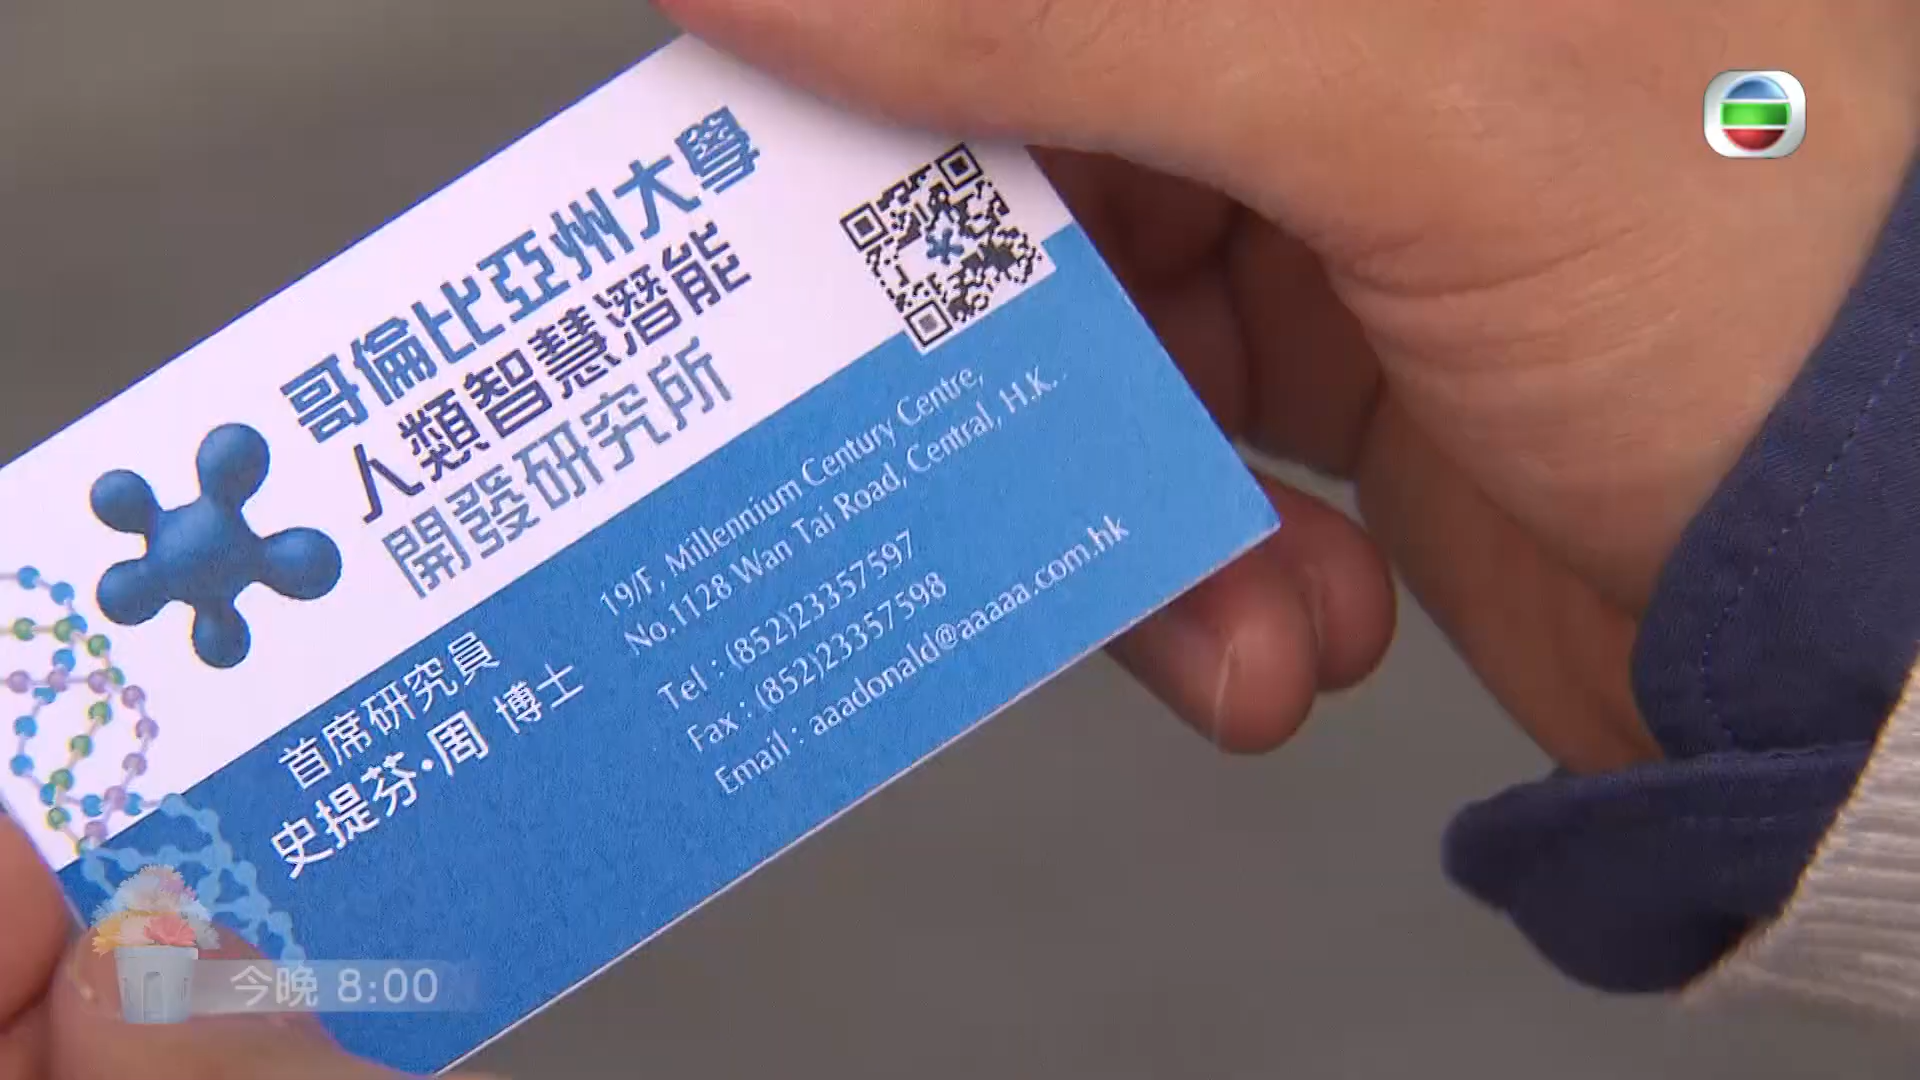 哥倫比亞州大學
人類智慧潛能
開發研究所
首席研究員
史提芬·周 博士
19/F, Millennium Century Centre,
No.1128 Wan Tai Road, Central, H.K.
Tel : (852)23357597
Fax : (852)23357598
Email : aaadonald@aaaaa.com.hk
今晚 8:00